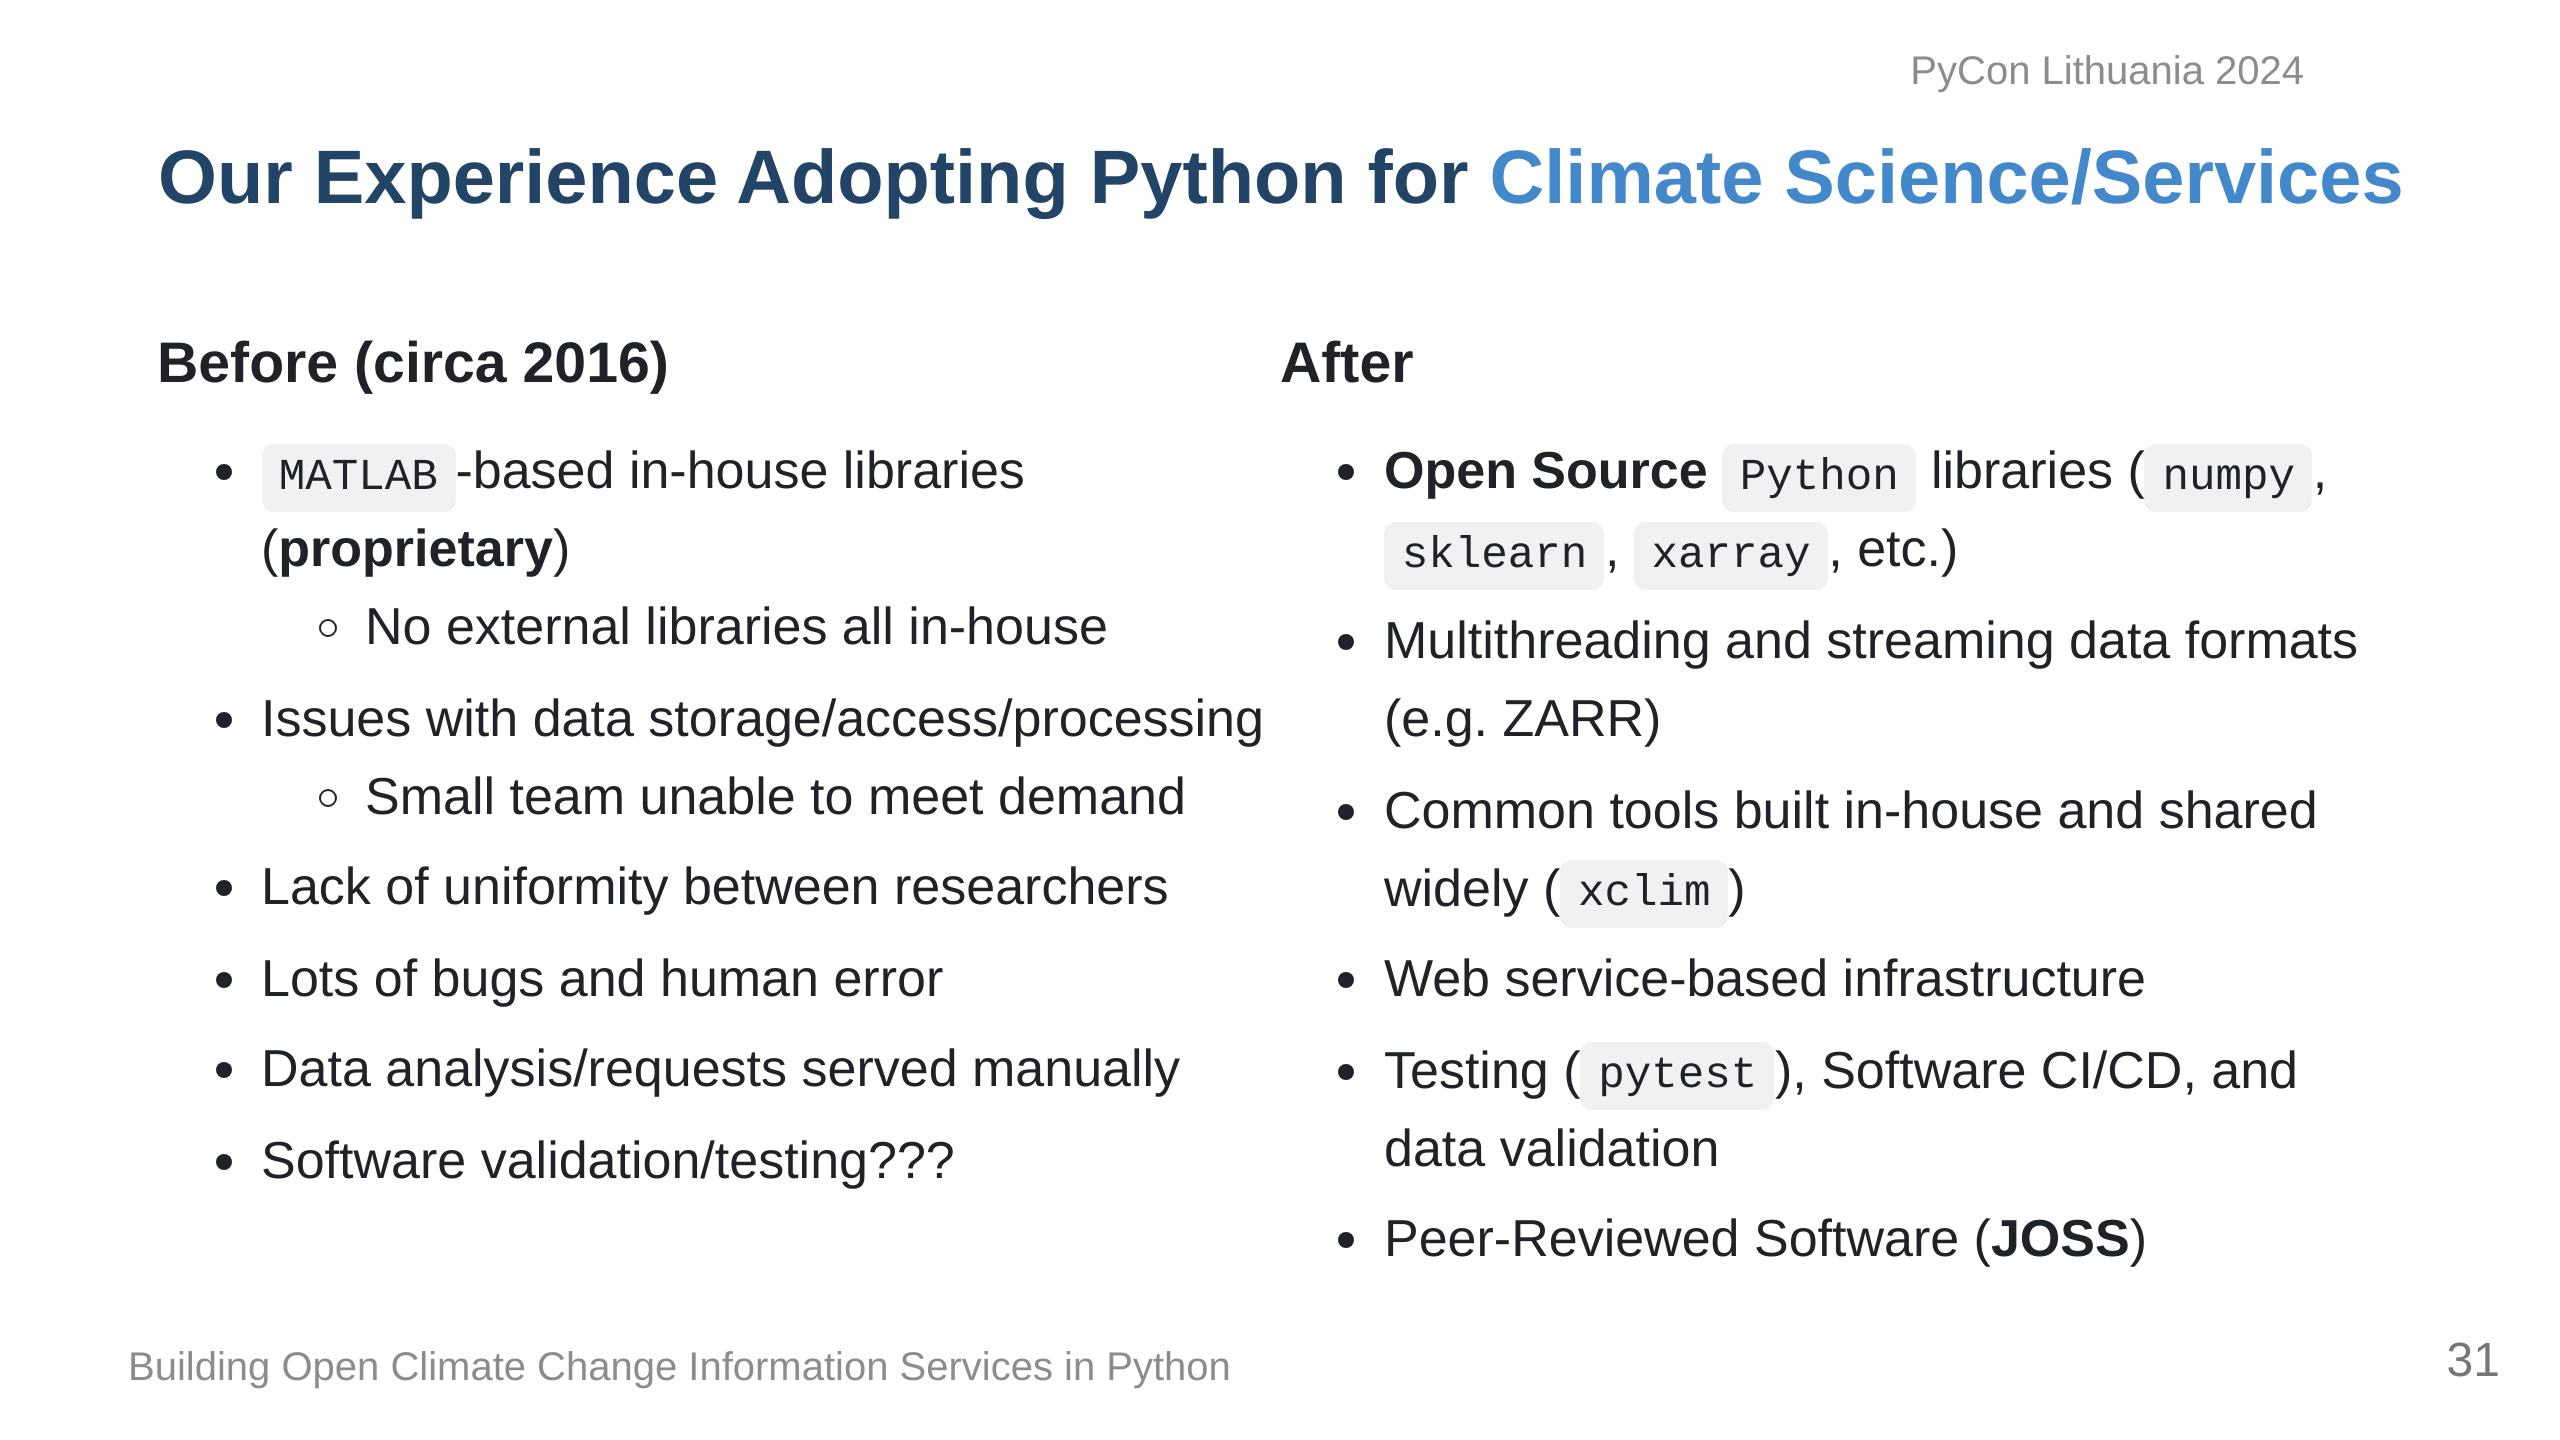 PyCon Lithuania 2024
Our Experience Adopting Python for Climate Science/Services
Before (circa 2016)
MATLAB-based in-house libraries
(proprietary)
No external libraries all in-house
Issues with data storage/access/processing
Small team unable to meet demand
Lack of uniformity between researchers
Lots of bugs and human error
Data analysis/requests served manually
Software validation/testing???
After
Open Source Python libraries (numpy,
sklearn, xarray, etc.)
Multithreading and streaming data formats
(e.g. ZARR)
Common tools built in-house and shared
widely (xclim)
Web service-based infrastructure
Testing (pytest), Software CI/CD, and
data validation
Peer-Reviewed Software (JOSS)
Building Open Climate Change Information Services in Python
31